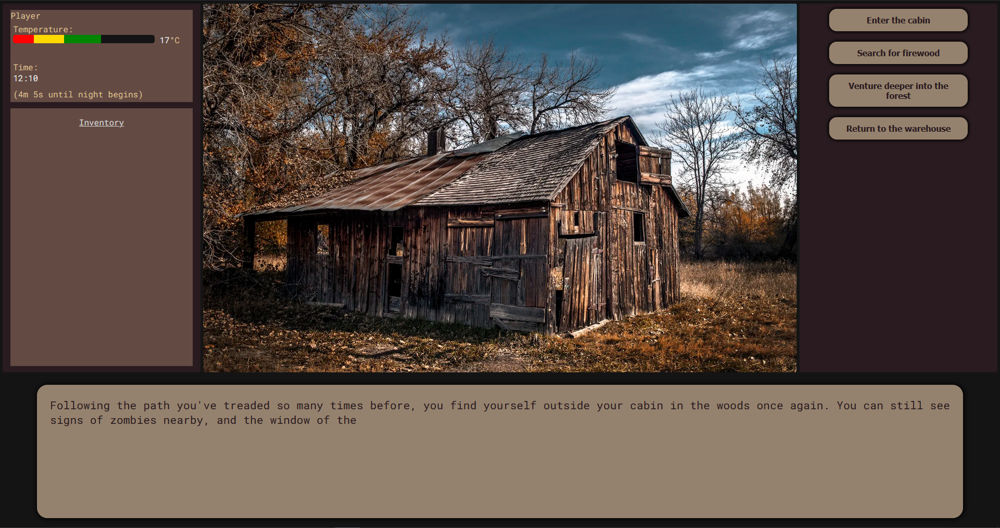 Player
Temperature:
17°C
Time:
12:10
(4m 5s until night begins)
Inventory
Enter the cabin
Search for firewood
Venture deeper into the
forest
Return to the warehouse
Following the path you've treaded so many times before, you find yourself outside your cabin in the woods once again. You can still see
signs of zombies nearby, and the window of the